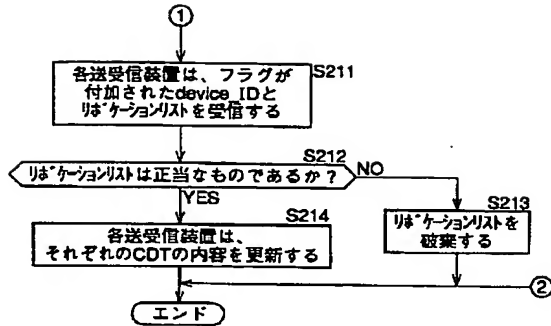 ①
S211
各送受信装置は、フラグが
付加されたdevice_IDと
ﾘﾎﾞｹｰｼｮﾝﾘｽﾄを受信する
S212
ﾘﾎﾞｹｰｼｮﾝﾘｽﾄは正当なものであるか?
NO
YES
S213
ﾘﾎﾞｹｰｼｮﾝﾘｽﾄを
破棄する
S214
各送受信装置は、
それぞれのCDTの内容を更新する
②
エンド